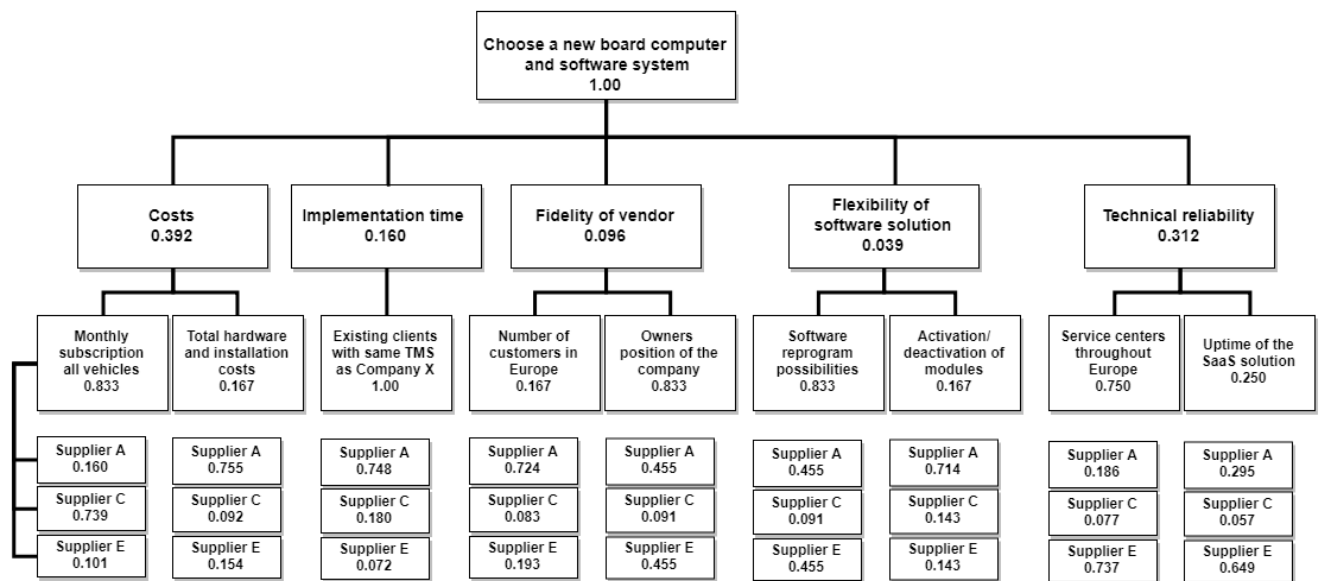 Choose a new board computer
and software system
1.00
Costs
0.392
Implementation time
0.160
Fidelity of vendor
0.096
Flexibility of
software solution
0.039
Technical reliability
0.312
Monthly
subscription
all vehicles
0.833
Total hardware
and installation
costs
0.167
Existing clients
with same TMS
as Company X
1.00
Number of
customers in
Europe
0.167
Owners
position of the
company
0.833
Software
reprogram
possibilities
0.833
Activation/
deactivation of
modules
0.167
Service centers
throughout
Europe
0.750
Uptime of the
SaaS solution
0.250
Supplier A
0.160
Supplier A
0.755
Supplier A
0.748
Supplier A
0.724
Supplier A
0.455
Supplier A
0.455
Supplier A
0.714
Supplier A
0.186
Supplier A
0.295
Supplier C
0.739
Supplier C
0.092
Supplier C
0.180
Supplier C
0.083
Supplier C
0.091
Supplier C
0.091
Supplier C
0.143
Supplier C
0.077
Supplier C
0.057
Supplier E
0.101
Supplier E
0.154
Supplier E
0.072
Supplier E
0.193
Supplier E
0.455
Supplier E
0.455
Supplier E
0.143
Supplier E
0.737
Supplier E
0.649